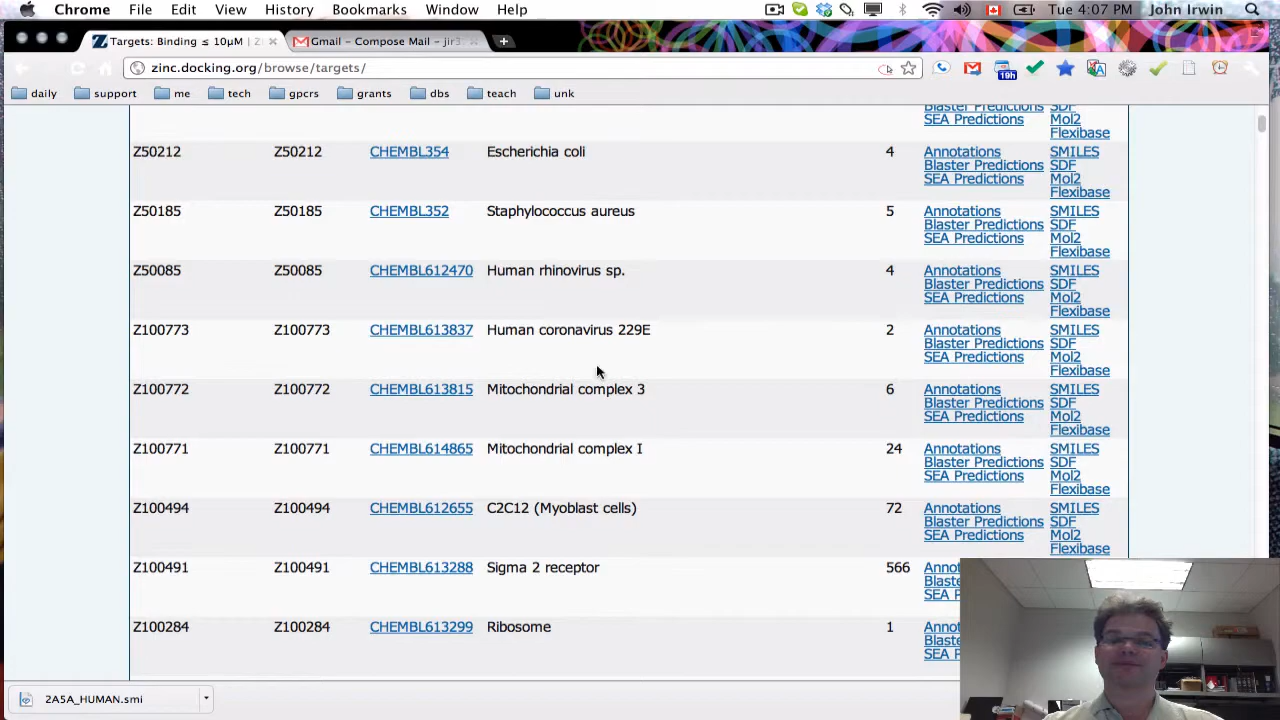 Chrome File Edit View History Bookmarks Window Help Tue 4:07 PM John Irwin
Targets: Binding ≤ 10μM | Z Gmail - Compose Mail - jir3
zinc.docking.org/browse/targets/
19h
daily support me tech gpcrs grants dbs teach unk
Blaster Predictions SDF
SEA Predictions Mol2
Flexibase
Z50212 Z50212 CHEMBL354 Escherichia coli 4 Annotations SMILES
Blaster Predictions SDF
SEA Predictions Mol2
Flexibase
Z50185 Z50185 CHEMBL352 Staphylococcus aureus 5 Annotations SMILES
Blaster Predictions SDF
SEA Predictions Mol2
Flexibase
Z50085 Z50085 CHEMBL612470 Human rhinovirus sp. 4 Annotations SMILES
Blaster Predictions SDF
SEA Predictions Mol2
Flexibase
Z100773 Z100773 CHEMBL613837 Human coronavirus 229E 2 Annotations SMILES
Blaster Predictions SDF
SEA Predictions Mol2
Flexibase
Z100772 Z100772 CHEMBL613815 Mitochondrial complex 3 6 Annotations SMILES
Blaster Predictions SDF
SEA Predictions Mol2
Flexibase
Z100771 Z100771 CHEMBL614865 Mitochondrial complex I 24 Annotations SMILES
Blaster Predictions SDF
SEA Predictions Mol2
Flexibase
Z100494 Z100494 CHEMBL612655 C2C12 (Myoblast cells) 72 Annotations SMILES
Blaster Predictions SDF
SEA Predictions Mol2
Flexibase
Z100491 Z100491 CHEMBL613288 Sigma 2 receptor 566 Annot
Blaste
SEA P
Z100284 Z100284 CHEMBL613299 Ribosome 1 Annot
Blaste
SEA P
2A5A_HUMAN.smi